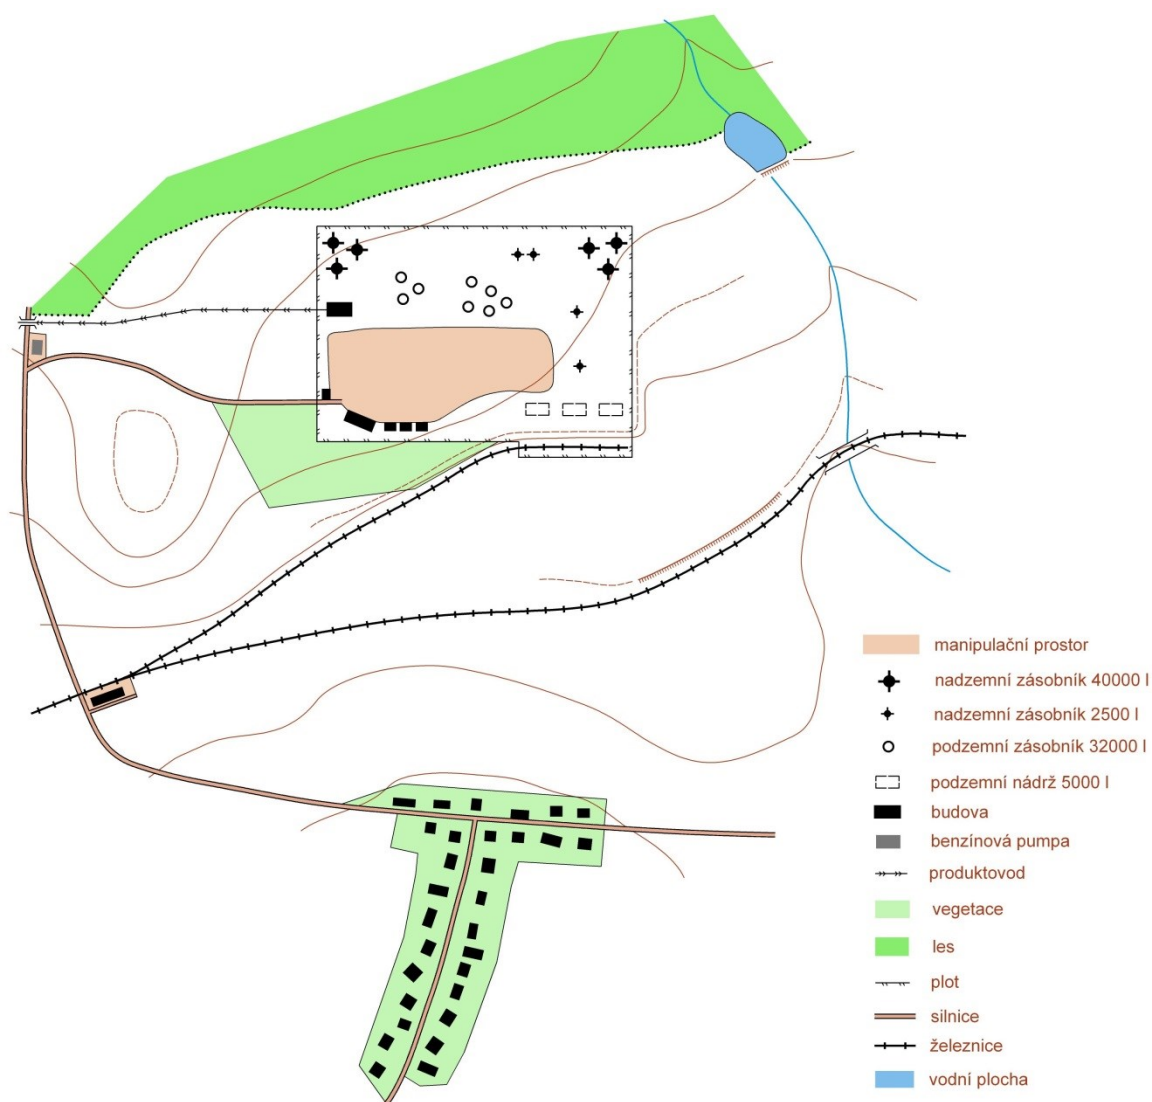 manipulační prostor
nadzemní zásobník 40000 l
nadzemní zásobník 2500 l
podzemní zásobník 32000 l
podzemní nádrž 5000 l
budova
benzínová pumpa
produktovod
vegetace
les
plot
silnice
železnice
vodní plocha